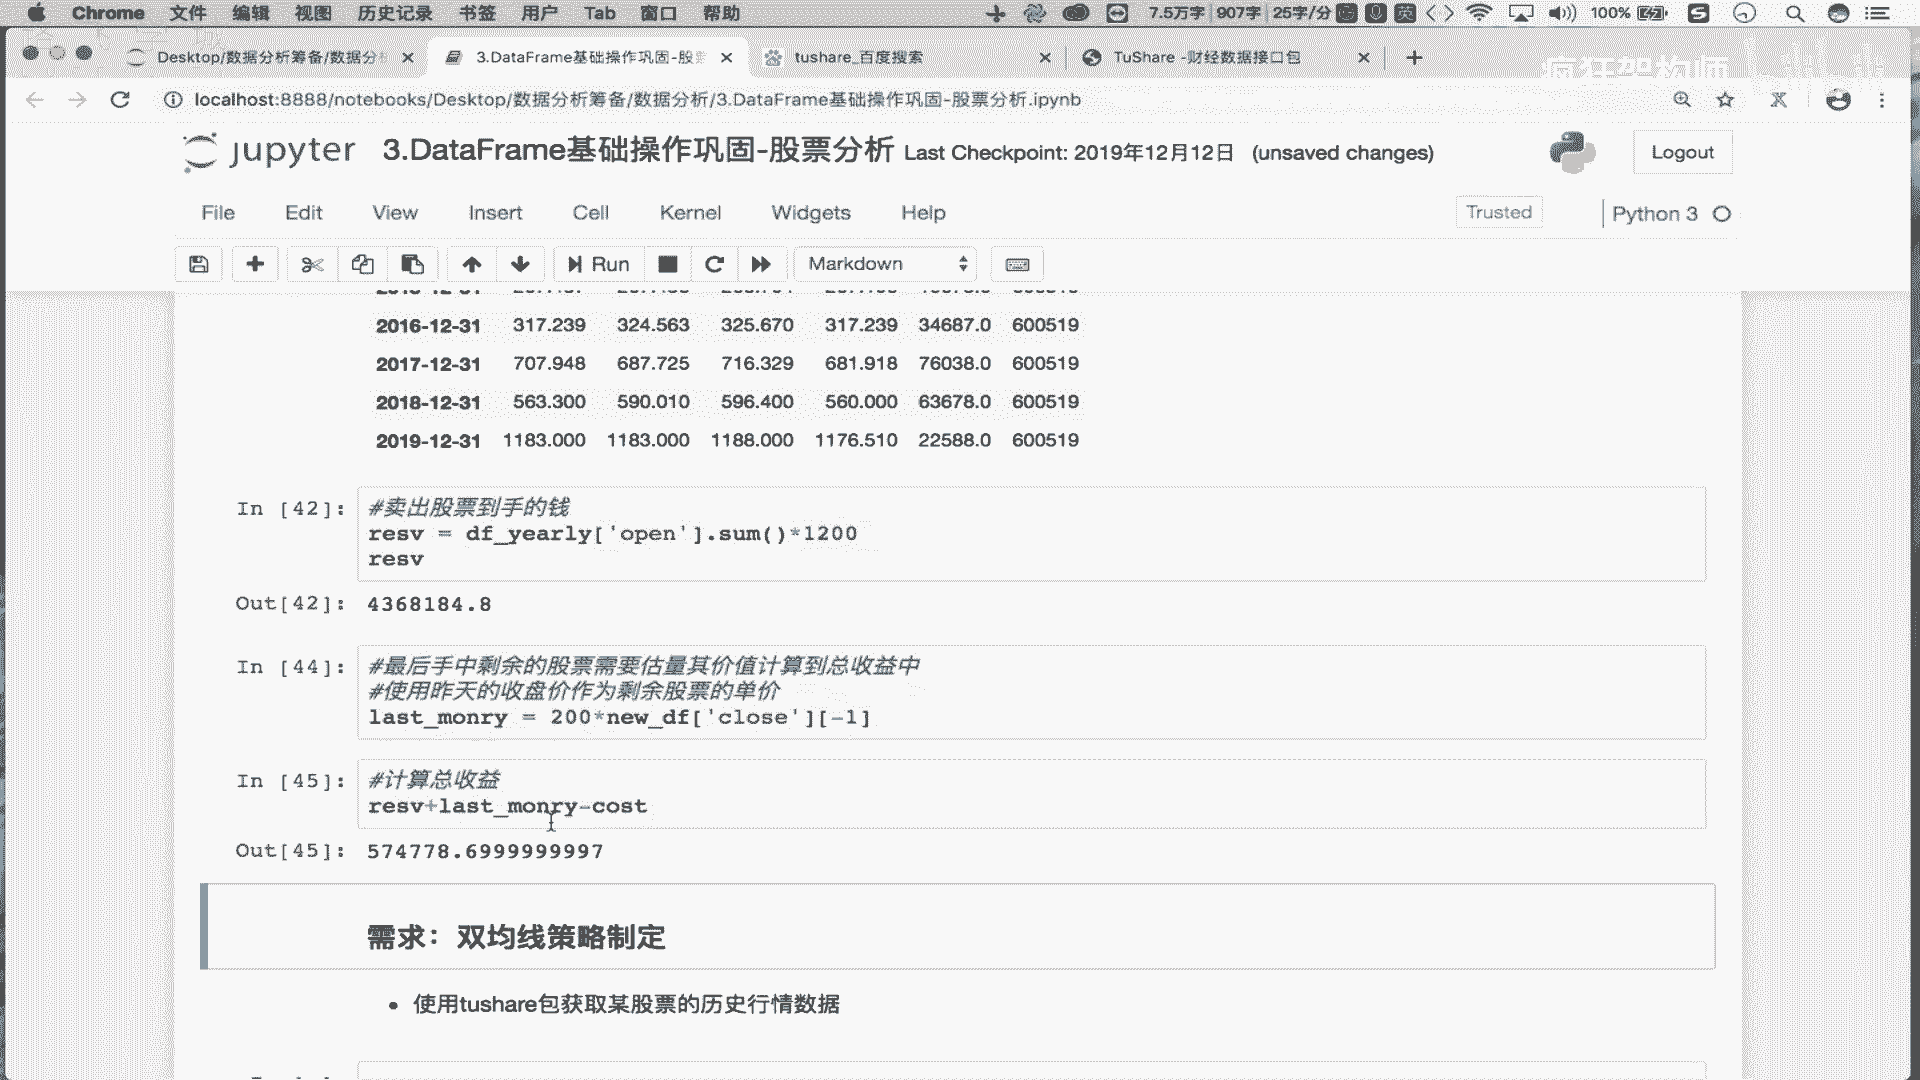 Chrome 文件 编辑 视图 历史记录 书签 用户 Tab 窗口 帮助 7.5万字 907字 25字/分 英 100%
Desktop/数据分析筹备/数据分析 3.DataFrame基础操作巩固-股票 tushare_百度搜索 TuShare -财经数据接口包
疯狂架构师
localhost:8888/notebooks/Desktop/数据分析筹备/数据分析/3.DataFrame基础操作巩固-股票分析.ipynb
jupyter 3.DataFrame基础操作巩固-股票分析 Last Checkpoint: 2019年12月12日 (unsaved changes) Logout
File Edit View Insert Cell Kernel Widgets Help Trusted Python 3
Run Markdown
2016-12-31 317.239 324.563 325.670 317.239 34687.0 600519
2017-12-31 707.948 687.725 716.329 681.918 76038.0 600519
2018-12-31 563.300 590.010 596.400 560.000 63678.0 600519
2019-12-31 1183.000 1183.000 1188.000 1176.510 22588.0 600519
In [42]: #卖出股票到手的钱
resv = df_yearly['open'].sum()*1200
resv
Out[42]: 4368184.8
In [44]: #最后手中剩余的股票需要估量其价值计算到总收益中
#使用昨天的收盘价作为剩余股票的单价
last_monry = 200*new_df['close'][-1]
In [45]: #计算总收益
resv+last_monry-cost
Out[45]: 574778.6999999997
需求：双均线策略制定
• 使用tushare包获取某股票的历史行情数据